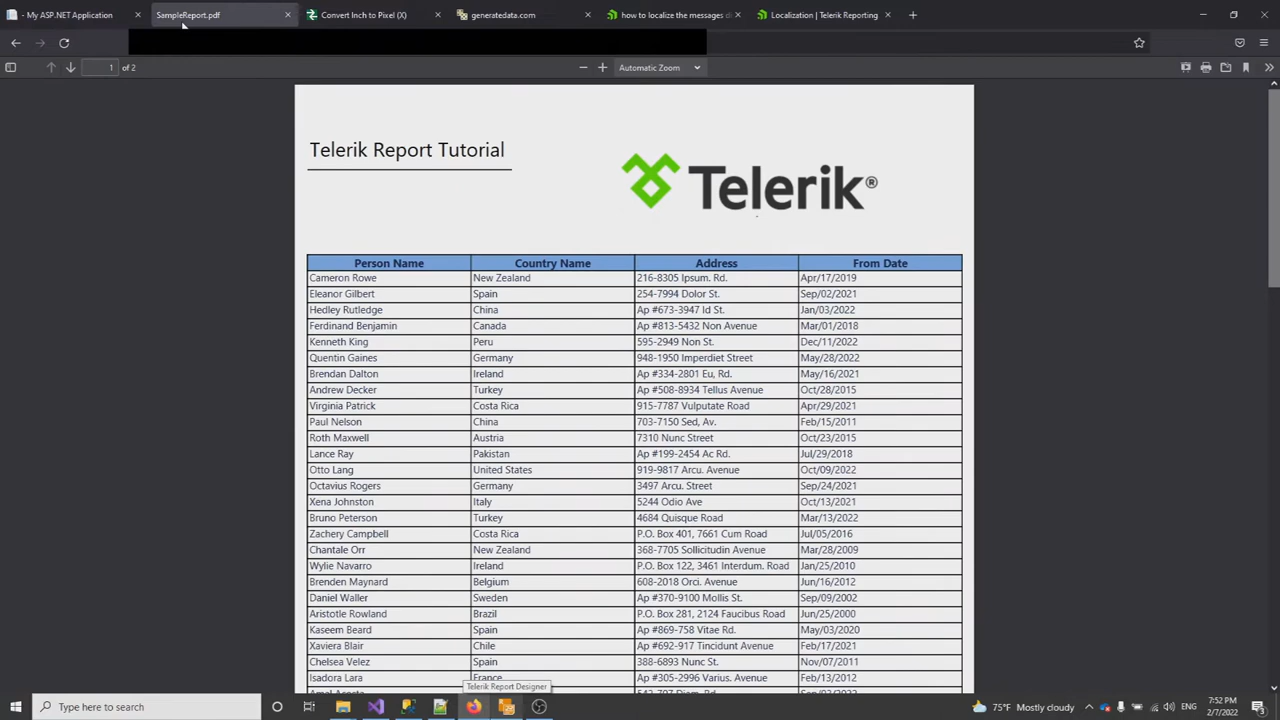 - My ASP.NET Application
SampleReport.pdf
Convert Inch to Pixel (X)
generatedata.com
how to localize the messages d
Localization | Telerik Reporting
1 of 2
Automatic Zoom
Telerik Report Tutorial
Telerik®
Person Name Country Name Address From Date
Cameron Rowe New Zealand 216-8305 Ipsum. Rd. Apr/17/2019
Eleanor Gilbert Spain 254-7994 Dolor St. Sep/02/2021
Hedley Rutledge China Ap #673-3947 Id St. Jan/03/2022
Ferdinand Benjamin Canada Ap #813-5432 Non Avenue Mar/01/2018
Kenneth King Peru 595-2949 Non St. Dec/11/2022
Quentin Gaines Germany 948-1950 Imperdiet Street May/28/2022
Brendan Dalton Ireland Ap #334-2801 Eu, Rd. May/16/2021
Andrew Decker Turkey Ap #508-8934 Tellus Avenue Oct/28/2015
Virginia Patrick Costa Rica 915-7787 Vulputate Road Apr/29/2021
Paul Nelson China 703-7150 Sed, Av. Feb/15/2011
Roth Maxwell Austria 7310 Nunc Street Oct/23/2015
Lance Ray Pakistan Ap #199-2454 Ac Rd. Jul/29/2018
Otto Lang United States 919-9817 Arcu. Avenue Oct/09/2022
Octavius Rogers Germany 3497 Arcu. Street Sep/24/2021
Xena Johnston Italy 5244 Odio Ave Oct/13/2021
Bruno Peterson Turkey 4684 Quisque Road Mar/13/2022
Zachery Campbell Costa Rica P.O. Box 401, 7661 Cum Road Jul/05/2016
Chantale Orr New Zealand 368-7705 Sollicitudin Avenue Mar/28/2009
Wylie Navarro Ireland P.O. Box 122, 3461 Interdum. Road Jan/25/2010
Brenden Maynard Belgium 608-2018 Orci. Avenue Jun/16/2012
Daniel Waller Sweden Ap #370-9100 Mollis St. Sep/09/2002
Aristotle Rowland Brazil P.O. Box 281, 2124 Faucibus Road Jun/25/2000
Kaseem Beard Spain Ap #869-758 Vitae Rd. May/03/2020
Xaviera Blair Chile Ap #692-917 Tincidunt Avenue Feb/17/2021
Chelsea Velez Spain 388-6893 Nunc St. Nov/07/2011
Isadora Lara France Ap #305-2996 Varius. Avenue Feb/13/2012
Telerik Report Designer
Type here to search
75°F Mostly cloudy
ENG
7:52 PM
2/7/2022
3